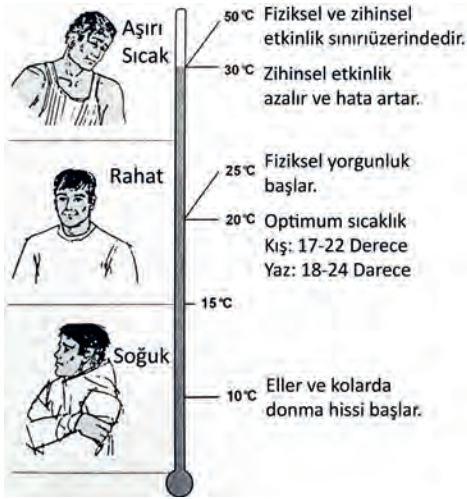 Aşırı
Sıcak
50°C
Fiziksel ve zihinsel
etkinlik sınırıüzerindedir.
30°C
Zihinsel etkinlik
azalır ve hata artar.
Rahat
25°C
Fiziksel yorgunluk
başlar.
20°C
Optimum sıcaklık
Kış: 17-22 Derece
Yaz: 18-24 Darece
15°C
Soğuk
10°C
Eller ve kolarda
donma hissi başlar.